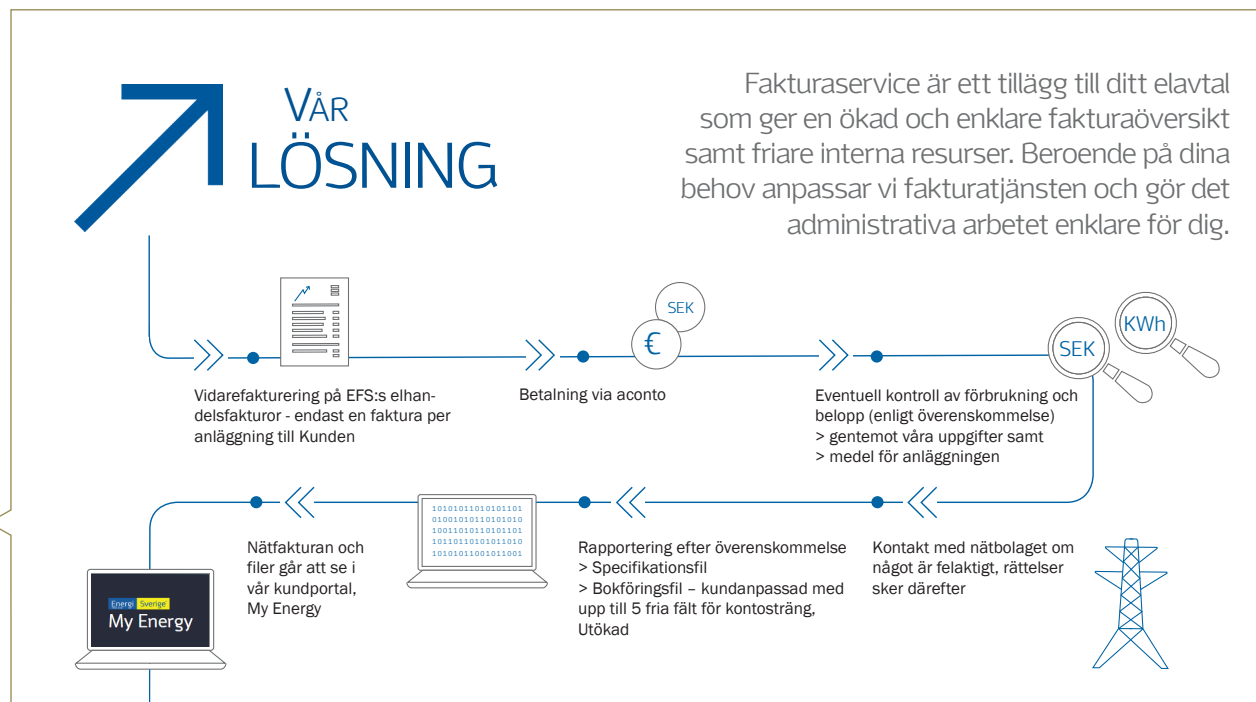 VÅR
LÖSNING
Fakturaservice är ett tillägg till ditt elavtal
som ger en ökad och enklare fakturaöversikt
samt friare interna resurser. Beroende på dina
behov anpassar vi fakturatjänsten och gör det
administrativa arbetet enklare för dig.
SEK
€
SEK
KWh
Vidarefakturering på EFS:s elhan-
delsfakturor - endast en faktura per
anläggning till Kunden
Betalning via aconto
Eventuell kontroll av förbrukning och
belopp (enligt överenskommelse)
> gentemot våra uppgifter samt
> medel för anläggningen
Kontakt med nätbolaget om
något är felaktigt, rättelser
sker därefter
Rapportering efter överenskommelse
> Specifikationsfil
> Bokföringsfil – kundanpassad med
upp till 5 fria fält för kontosträng,
Utökad
10101011010101101
01001010110101010
10011010110101101
10110110101011010
10101011001011001
Nätfakturan och
filer går att se i
vår kundportal,
My Energy
Energi Sverige
My Energy